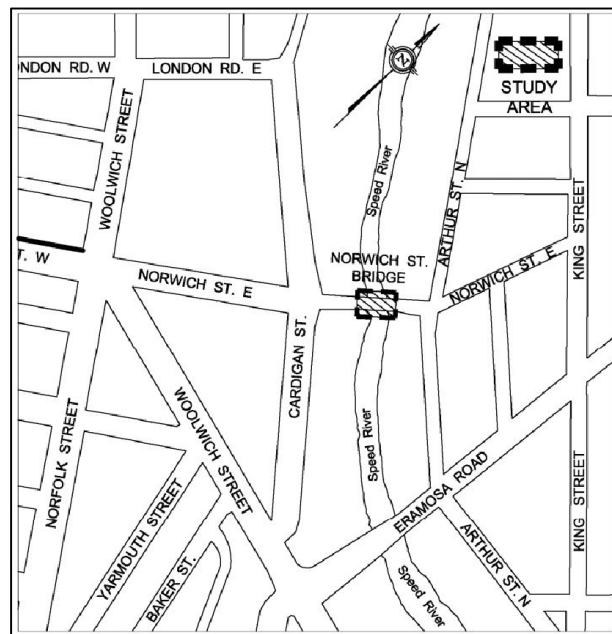 ONDON RD. W
LONDON RD. E
STUDY
AREA
WOOLWICH STREET
Speed River
ARTHUR ST. N
KING STREET
T. W
NORWICH ST.
BRIDGE
NORWICH ST. E
NORWICH ST. E
CARDIGAN ST.
WOOLWICH STREET
Speed River
NORFOLK STREET
ERAMOSA ROAD
KING STREET
YARMOUTH STREET
BAKER ST.
ARTHUR ST. N
Speed River
N